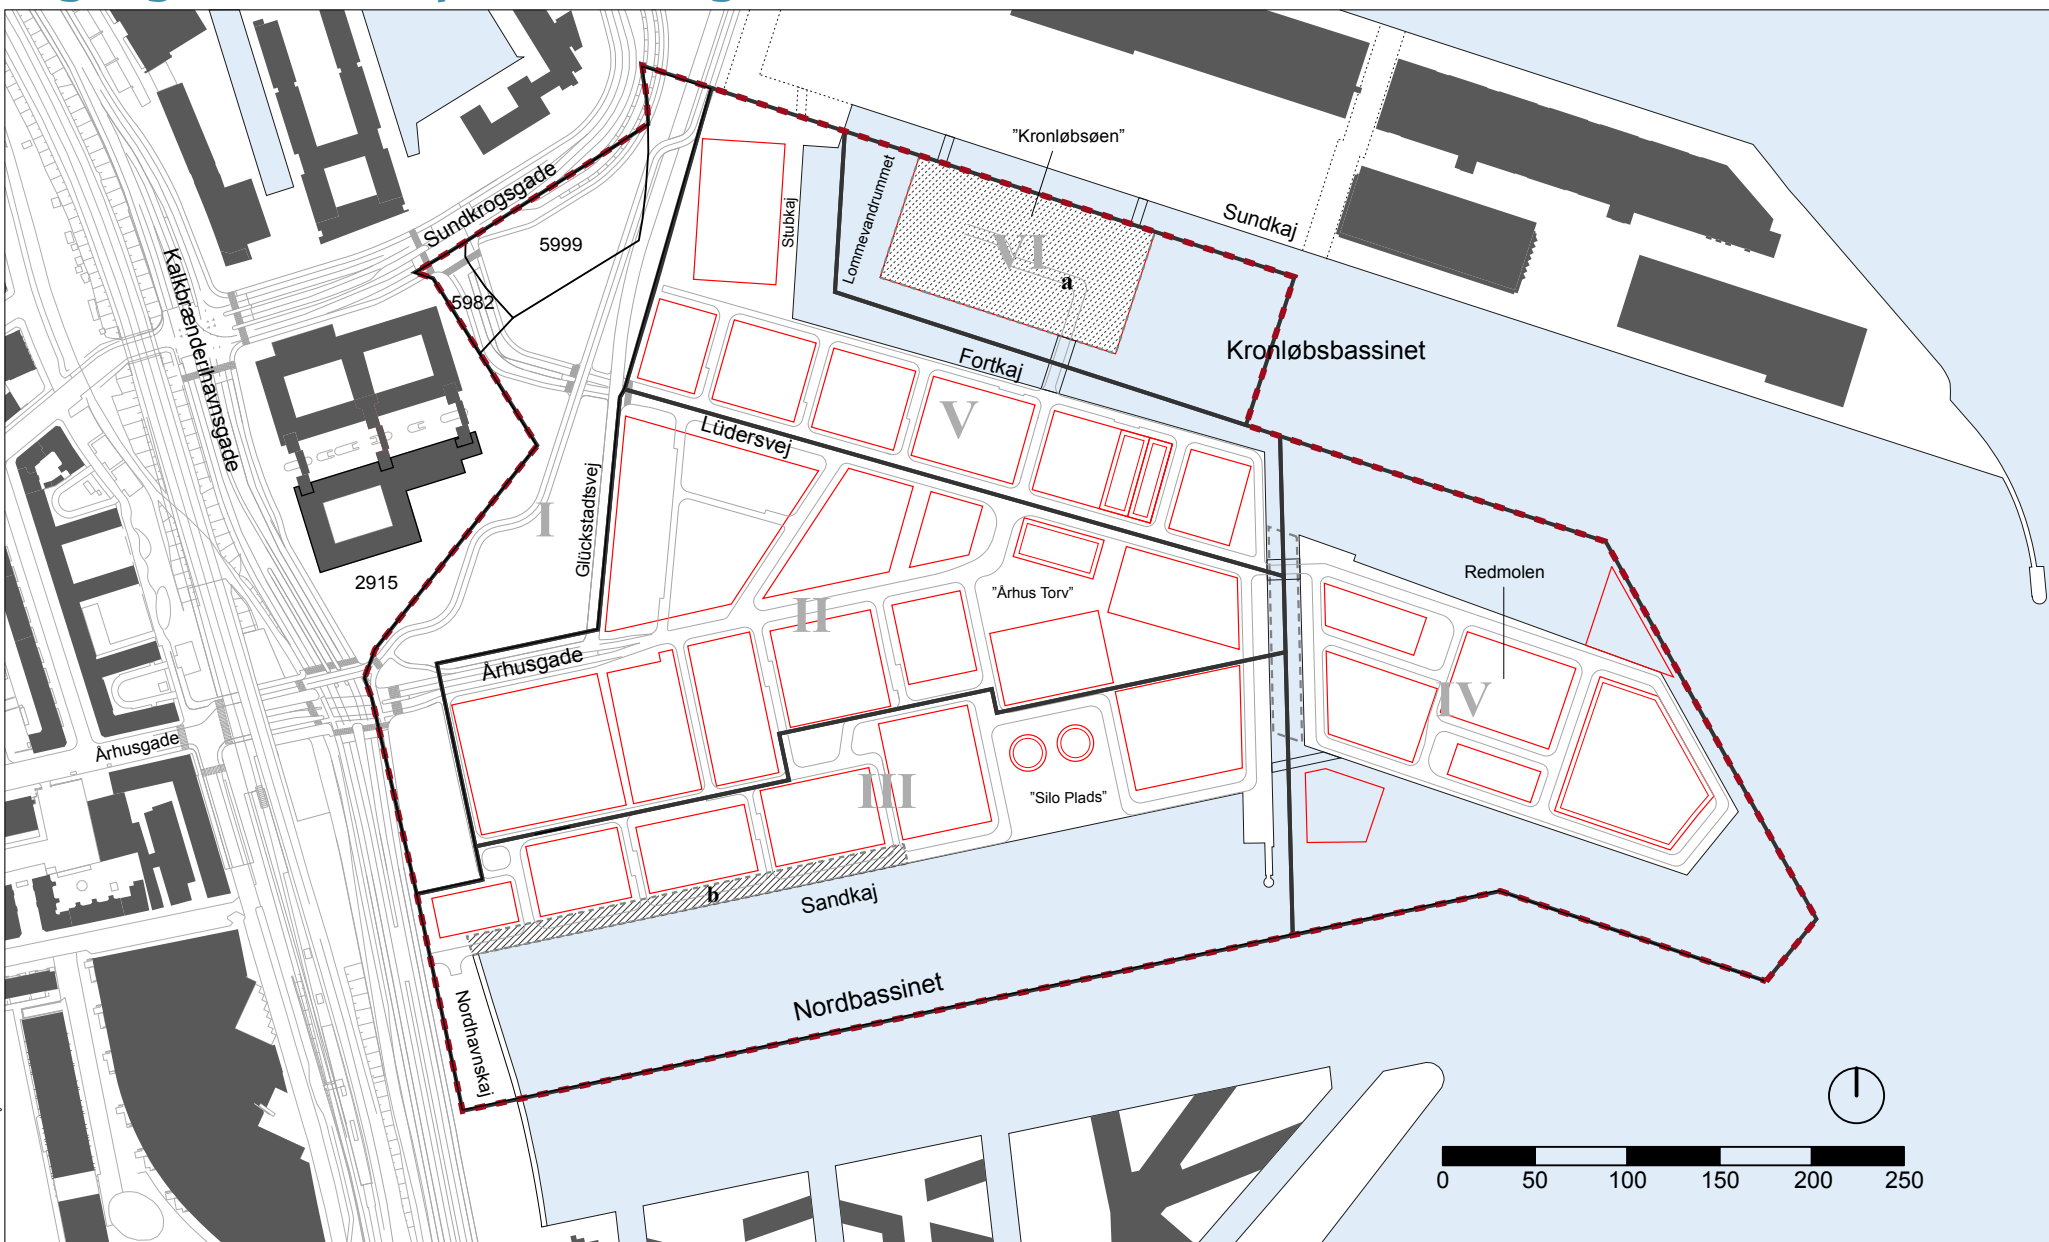 "Kronløbsøen"
Sundkrogsgade
Lommevandrummet
Stubkaj
Sundkaj
5999
VI
a
5982
Kalkbrænderihavnsgade
Kronløbsbassinet
Fortkaj
V
Lüdersvej
Glückstadtsvej
I
2915
Redmolen
"Århus Torv"
II
Århusgade
IV
Århusgade
III
"Silo Plads"
b
Sandkaj
Nordbassinet
Nordhavnskaj
0 50 100 150 200 250